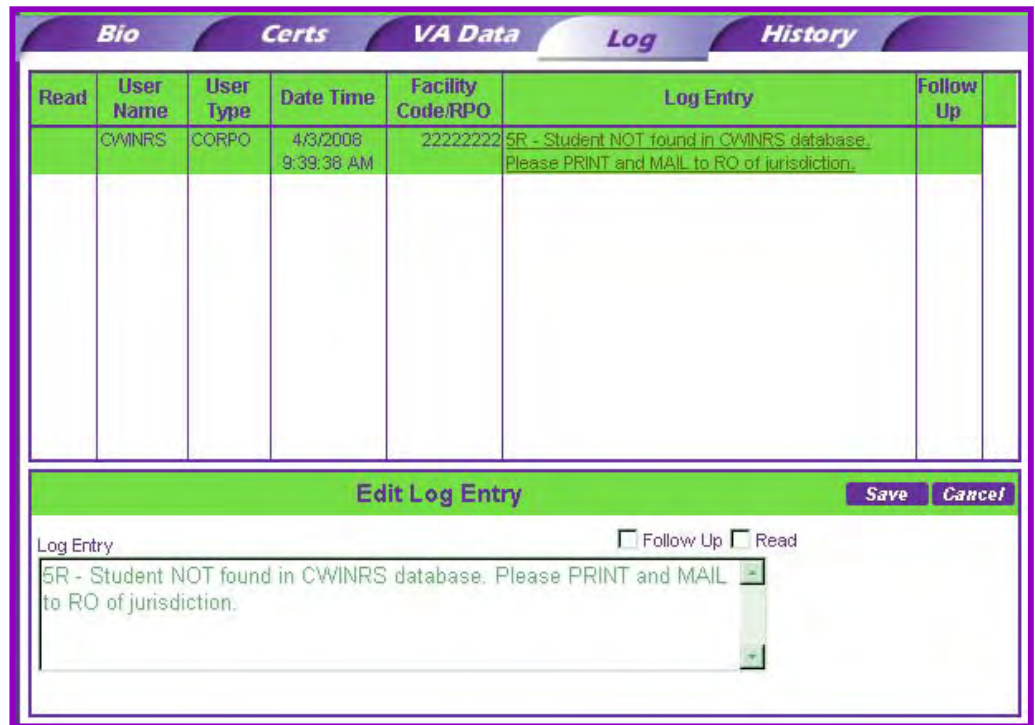 Bio Certs VA Data Log History
Read User Name User Type Date Time Facility Code/RPO Log Entry Follow Up
CWINRS CORPO 4/3/2008 22222222 5R - Student NOT found in CWINRS database.
9:39:38 AM Please PRINT and MAIL to RO of jurisdiction.
Edit Log Entry Save Cancel
Log Entry Follow Up Read
5R - Student NOT found in CWINRS database. Please PRINT and MAIL
to RO of jurisdiction.